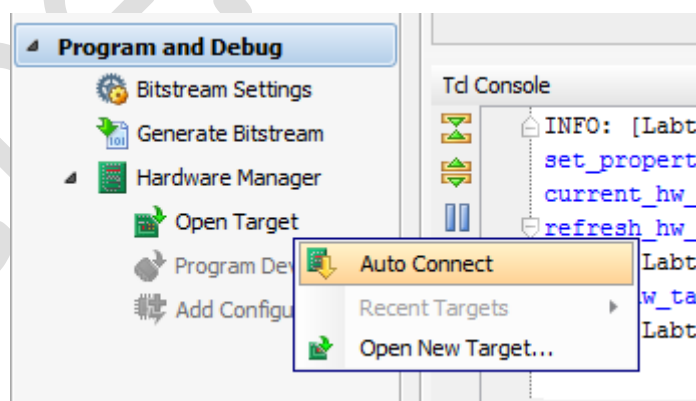 Program and Debug
Bitstream Settings
Generate Bitstream
Hardware Manager
Open Target
Program Dev
Add Configu
Auto Connect
Recent Targets
Open New Target...
Tcl Console
INFO: [Labt
set_propert
current_hw_
refresh_hw_
Labt
w_ta
Labt